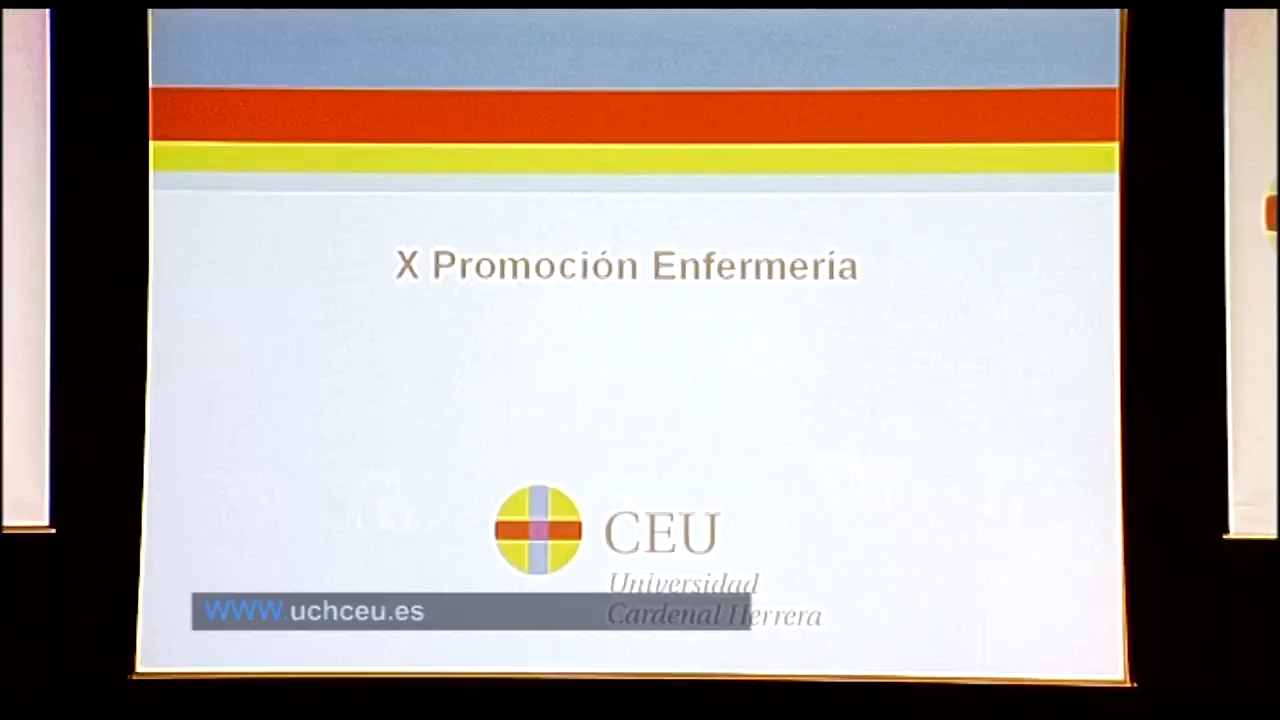 X Promoción Enfermería
CEU
Universidad
Cardenal Herrera
www.uchceu.es